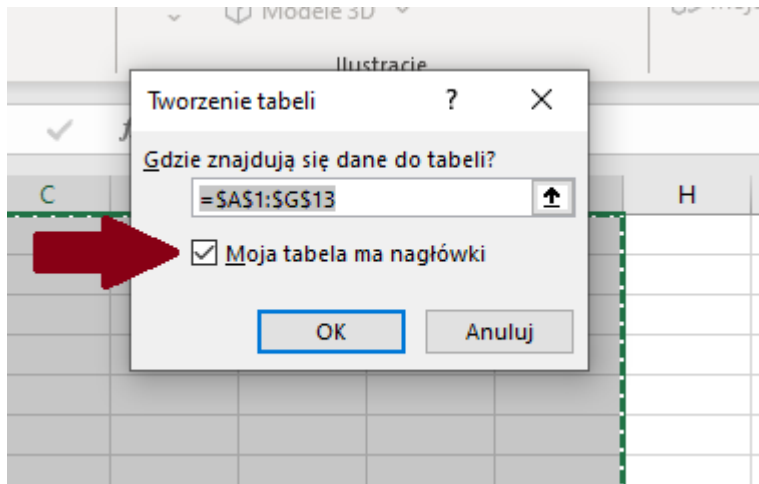 Modele 3D
Ilustracje
Tworzenie tabeli ? X
Gdzie znajdują się dane do tabeli?
=$A$1:$G$13
C H
Moja tabela ma nagłówki
OK Anuluj